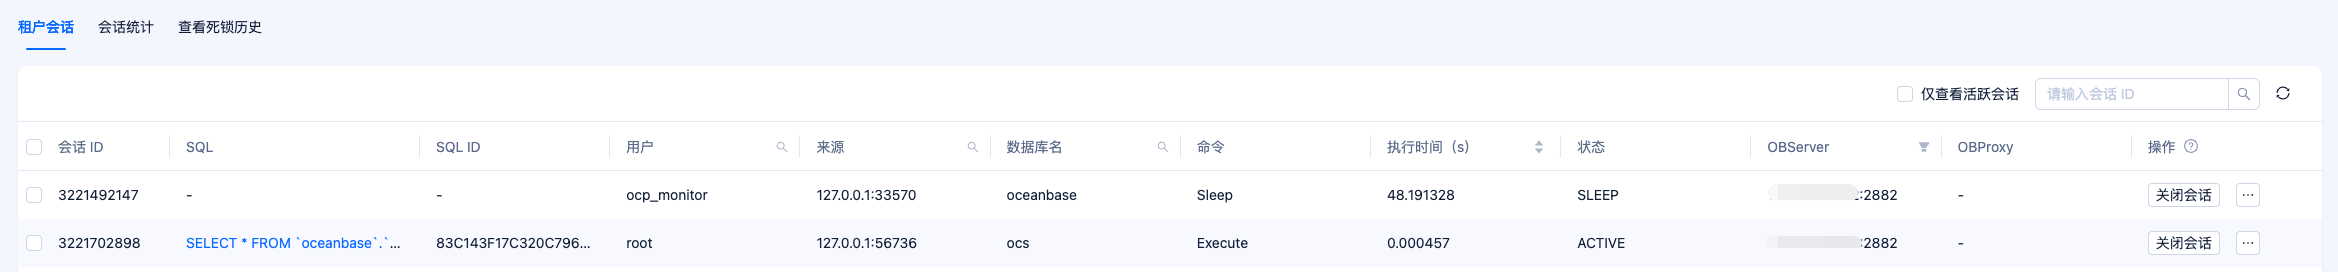 租户会话 会话统计 查看死锁历史
仅查看活跃会话 请输入会话 ID
会话 ID SQL SQL ID 用户 来源 数据库名 命令 执行时间（s） 状态 OBServer OBProxy 操作
3221492147 - - ocp_monitor 127.0.0.1:33570 oceanbase Sleep 48.191328 SLEEP :2882 - 关闭会话 ...
3221702898 SELECT * FROM `oceanbase`.`... 83C143F17C320C796... root 127.0.0.1:56736 ocs Execute 0.000457 ACTIVE :2882 - 关闭会话 ...